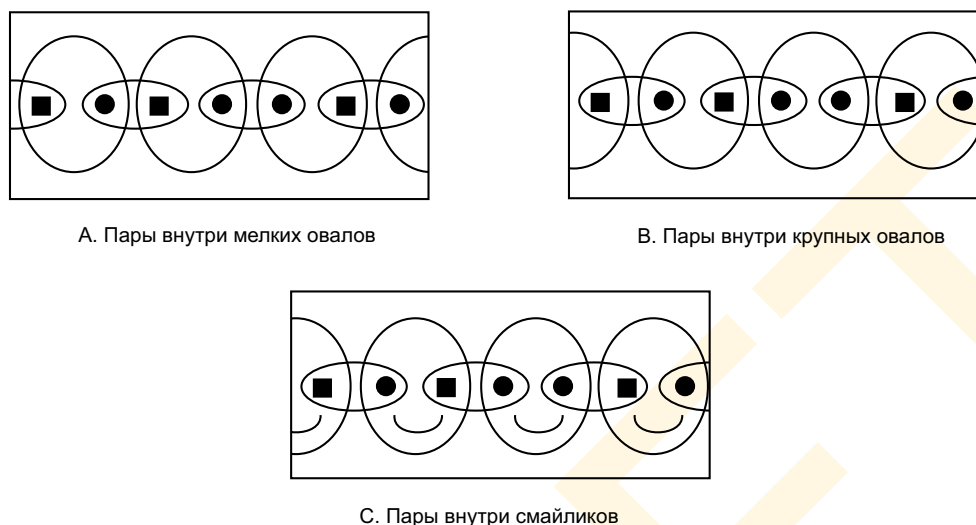 А. Пары внутри мелких овалов
В. Пары внутри крупных овалов
С. Пары внутри смайликов